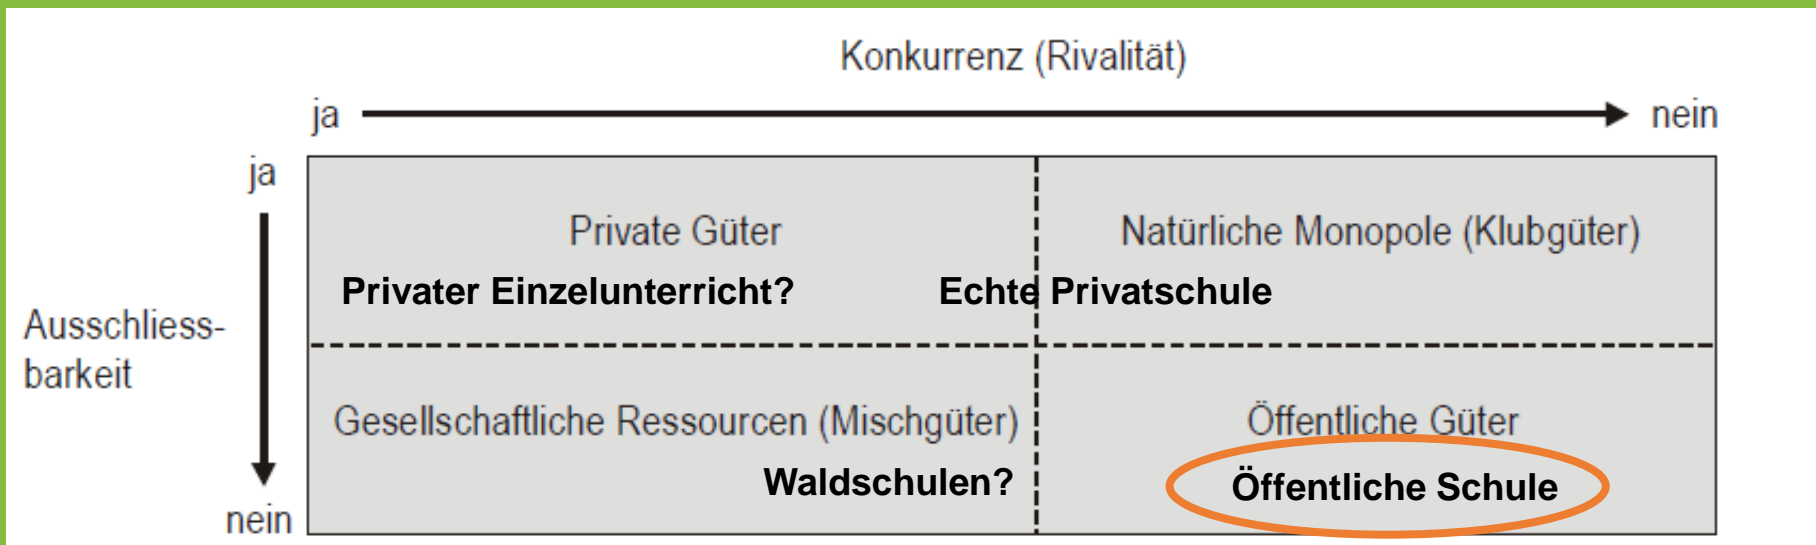 Konkurrenz (Rivalität)
ja nein
ja
Private Güter Natürliche Monopole (Klubgüter)
Privater Einzelunterricht? Echte Privatschule
Ausschliess-
barkeit
Gesellschaftliche Ressourcen (Mischgüter) Öffentliche Güter
Waldschulen? Öffentliche Schule
nein